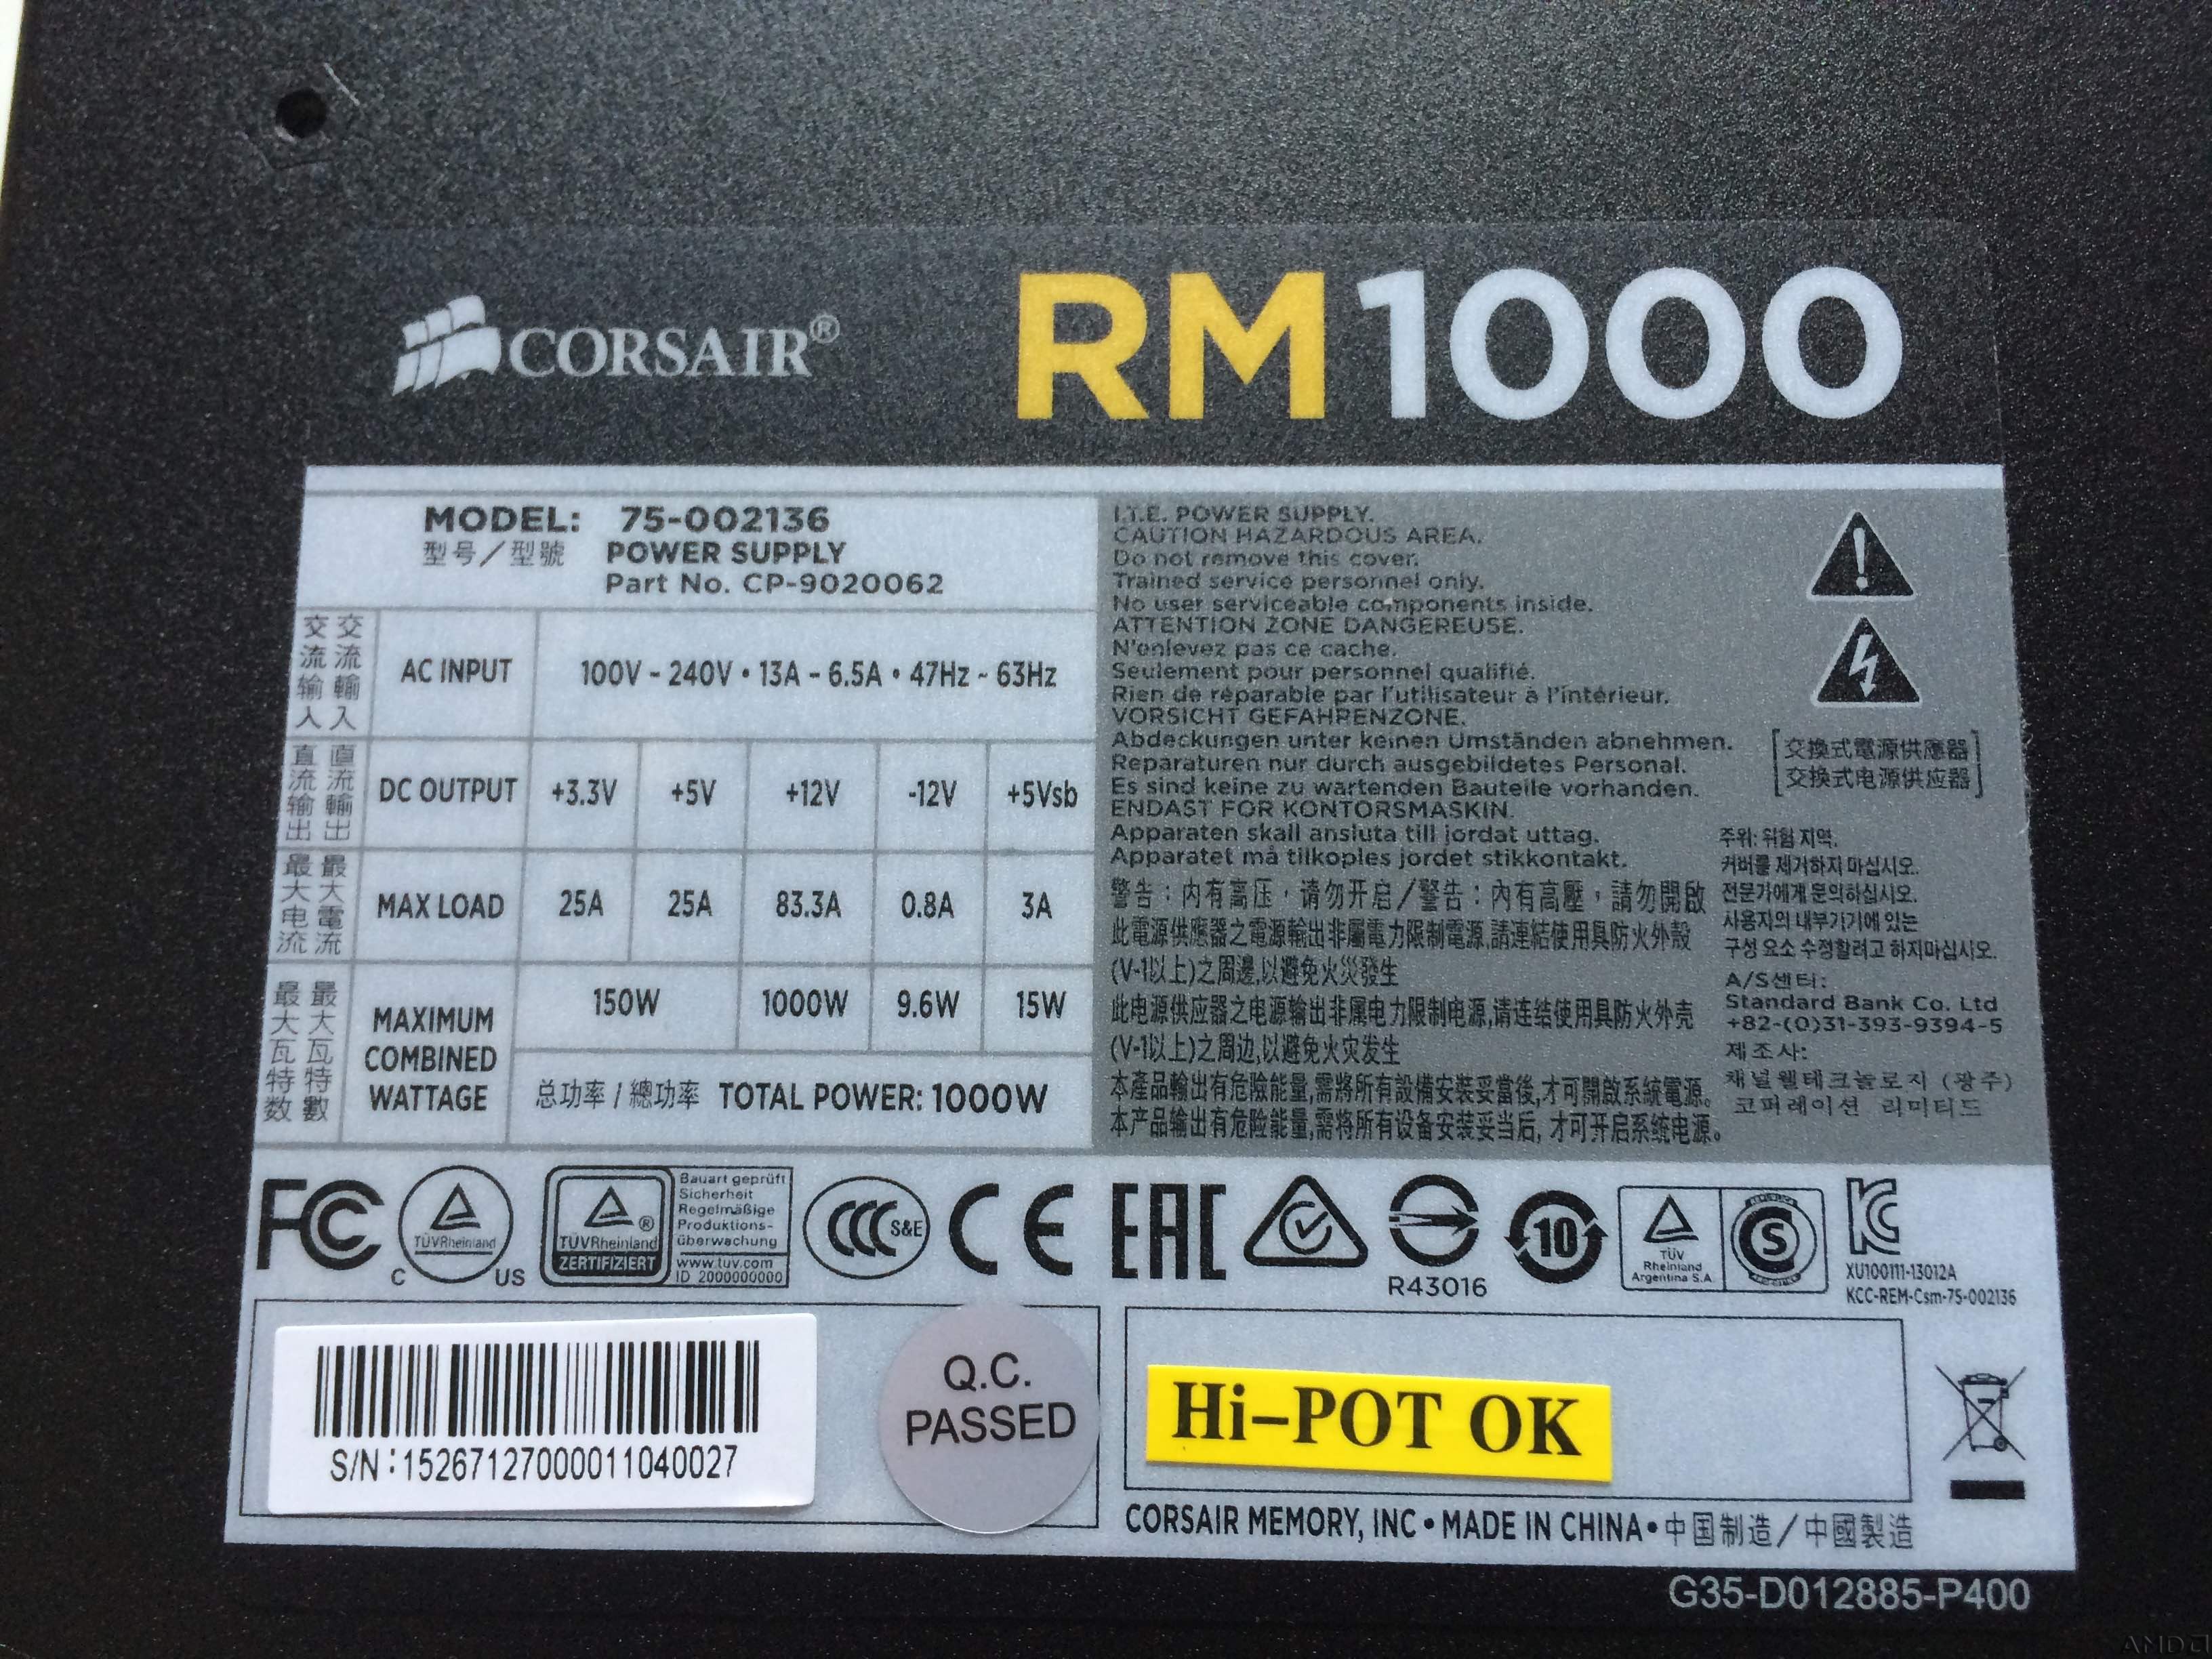 CORSAIR®
RM1000
MODEL: 75-002136
型号／型號 POWER SUPPLY
Part No. CP-9020062
交流输入 交流輸入 AC INPUT 100V - 240V • 13A - 6.5A • 47Hz ~ 63Hz
直流输出 直流輸出 DC OUTPUT +3.3V +5V +12V -12V +5Vsb
最大电流 最大電流 MAX LOAD 25A 25A 83.3A 0.8A 3A
最大瓦特数 最大瓦特數 MAXIMUM COMBINED WATTAGE 150W 1000W 9.6W 15W
总功率 / 總功率 TOTAL POWER: 1000W
I.T.E. POWER SUPPLY.
CAUTION HAZARDOUS AREA.
Do not remove this cover.
Trained service personnel only.
No user serviceable components inside.
ATTENTION ZONE DANGEREUSE.
N'enlevez pas ce cache.
Seulement pour personnel qualifié.
Rien de réparable par l'utilisateur à l'intérieur.
VORSICHT GEFAHRENZONE.
Abdeckungen unter keinen Umständen abnehmen.
Reparaturen nur durch ausgebildetes Personal.
Es sind keine zu wartenden Bauteile vorhanden.
ENDAST FOR KONTORSMASKIN.
Apparaten skall ansluta till jordat uttag.
Apparatet må tilkoples jordet stikkontakt.
警告：内有高压，请勿开启／警告：內有高壓，請勿開啟
此電源供應器之電源輸出非屬電力限制電源,請連結使用具防火外殼
(V-1以上)之周邊,以避免火災發生
此电源供应器之电源输出非属电力限制电源,请连结使用具防火外壳
(V-1以上)之周边,以避免火灾发生
本產品輸出有危險能量,需將所有設備安裝妥當後,才可開啟系統電源。
本产品输出有危险能量,需将所有设备安装妥当后, 才可开启系统电源。
交換式電源供應器
交换式电源供应器
주위: 위험 지역.
커버를 제거하지 마십시오.
전문가에게 문의하십시오.
사용자의 내부기기에 있는
구성 요소 수정할려고 하지마십시오.
A/S센터:
Standard Bank Co. Ltd
+82-(0)31-393-9394-5
제조사:
채널웰테크놀로지 (광주)
코퍼레이션 리미티드
FC
TÜVRheinland
C US
TÜVRheinland®
ZERTIFIZIERT
Bauart geprüft
Sicherheit
Regelmäßige
Produktions-
überwachung
www.tuv.com
ID 2000000000
CCC S&E
CE
EAC
R43016
10
TÜV
Rheinland
Argentina S.A.
S
KC
XU100111-13012A
KCC-REM-Csm-75-002136
S/N:15267127000011040027
Q.C.
PASSED
Hi-POT OK
CORSAIR MEMORY, INC • MADE IN CHINA • 中国制造／中國製造
G35-D012885-P400